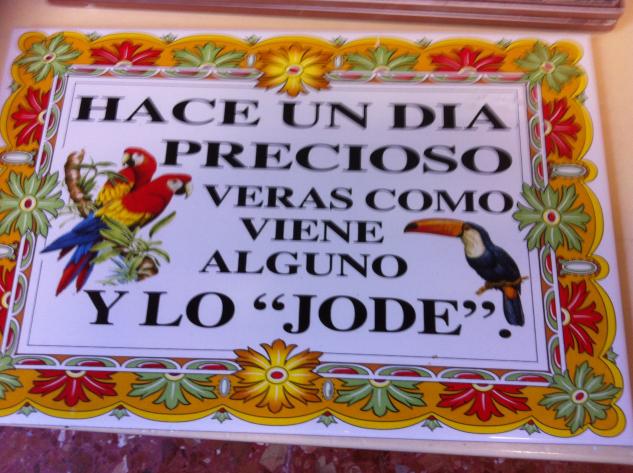 HACE UN DIA
PRECIOSO
VERAS COMO
VIENE
ALGUNO
Y LO “JODE”.